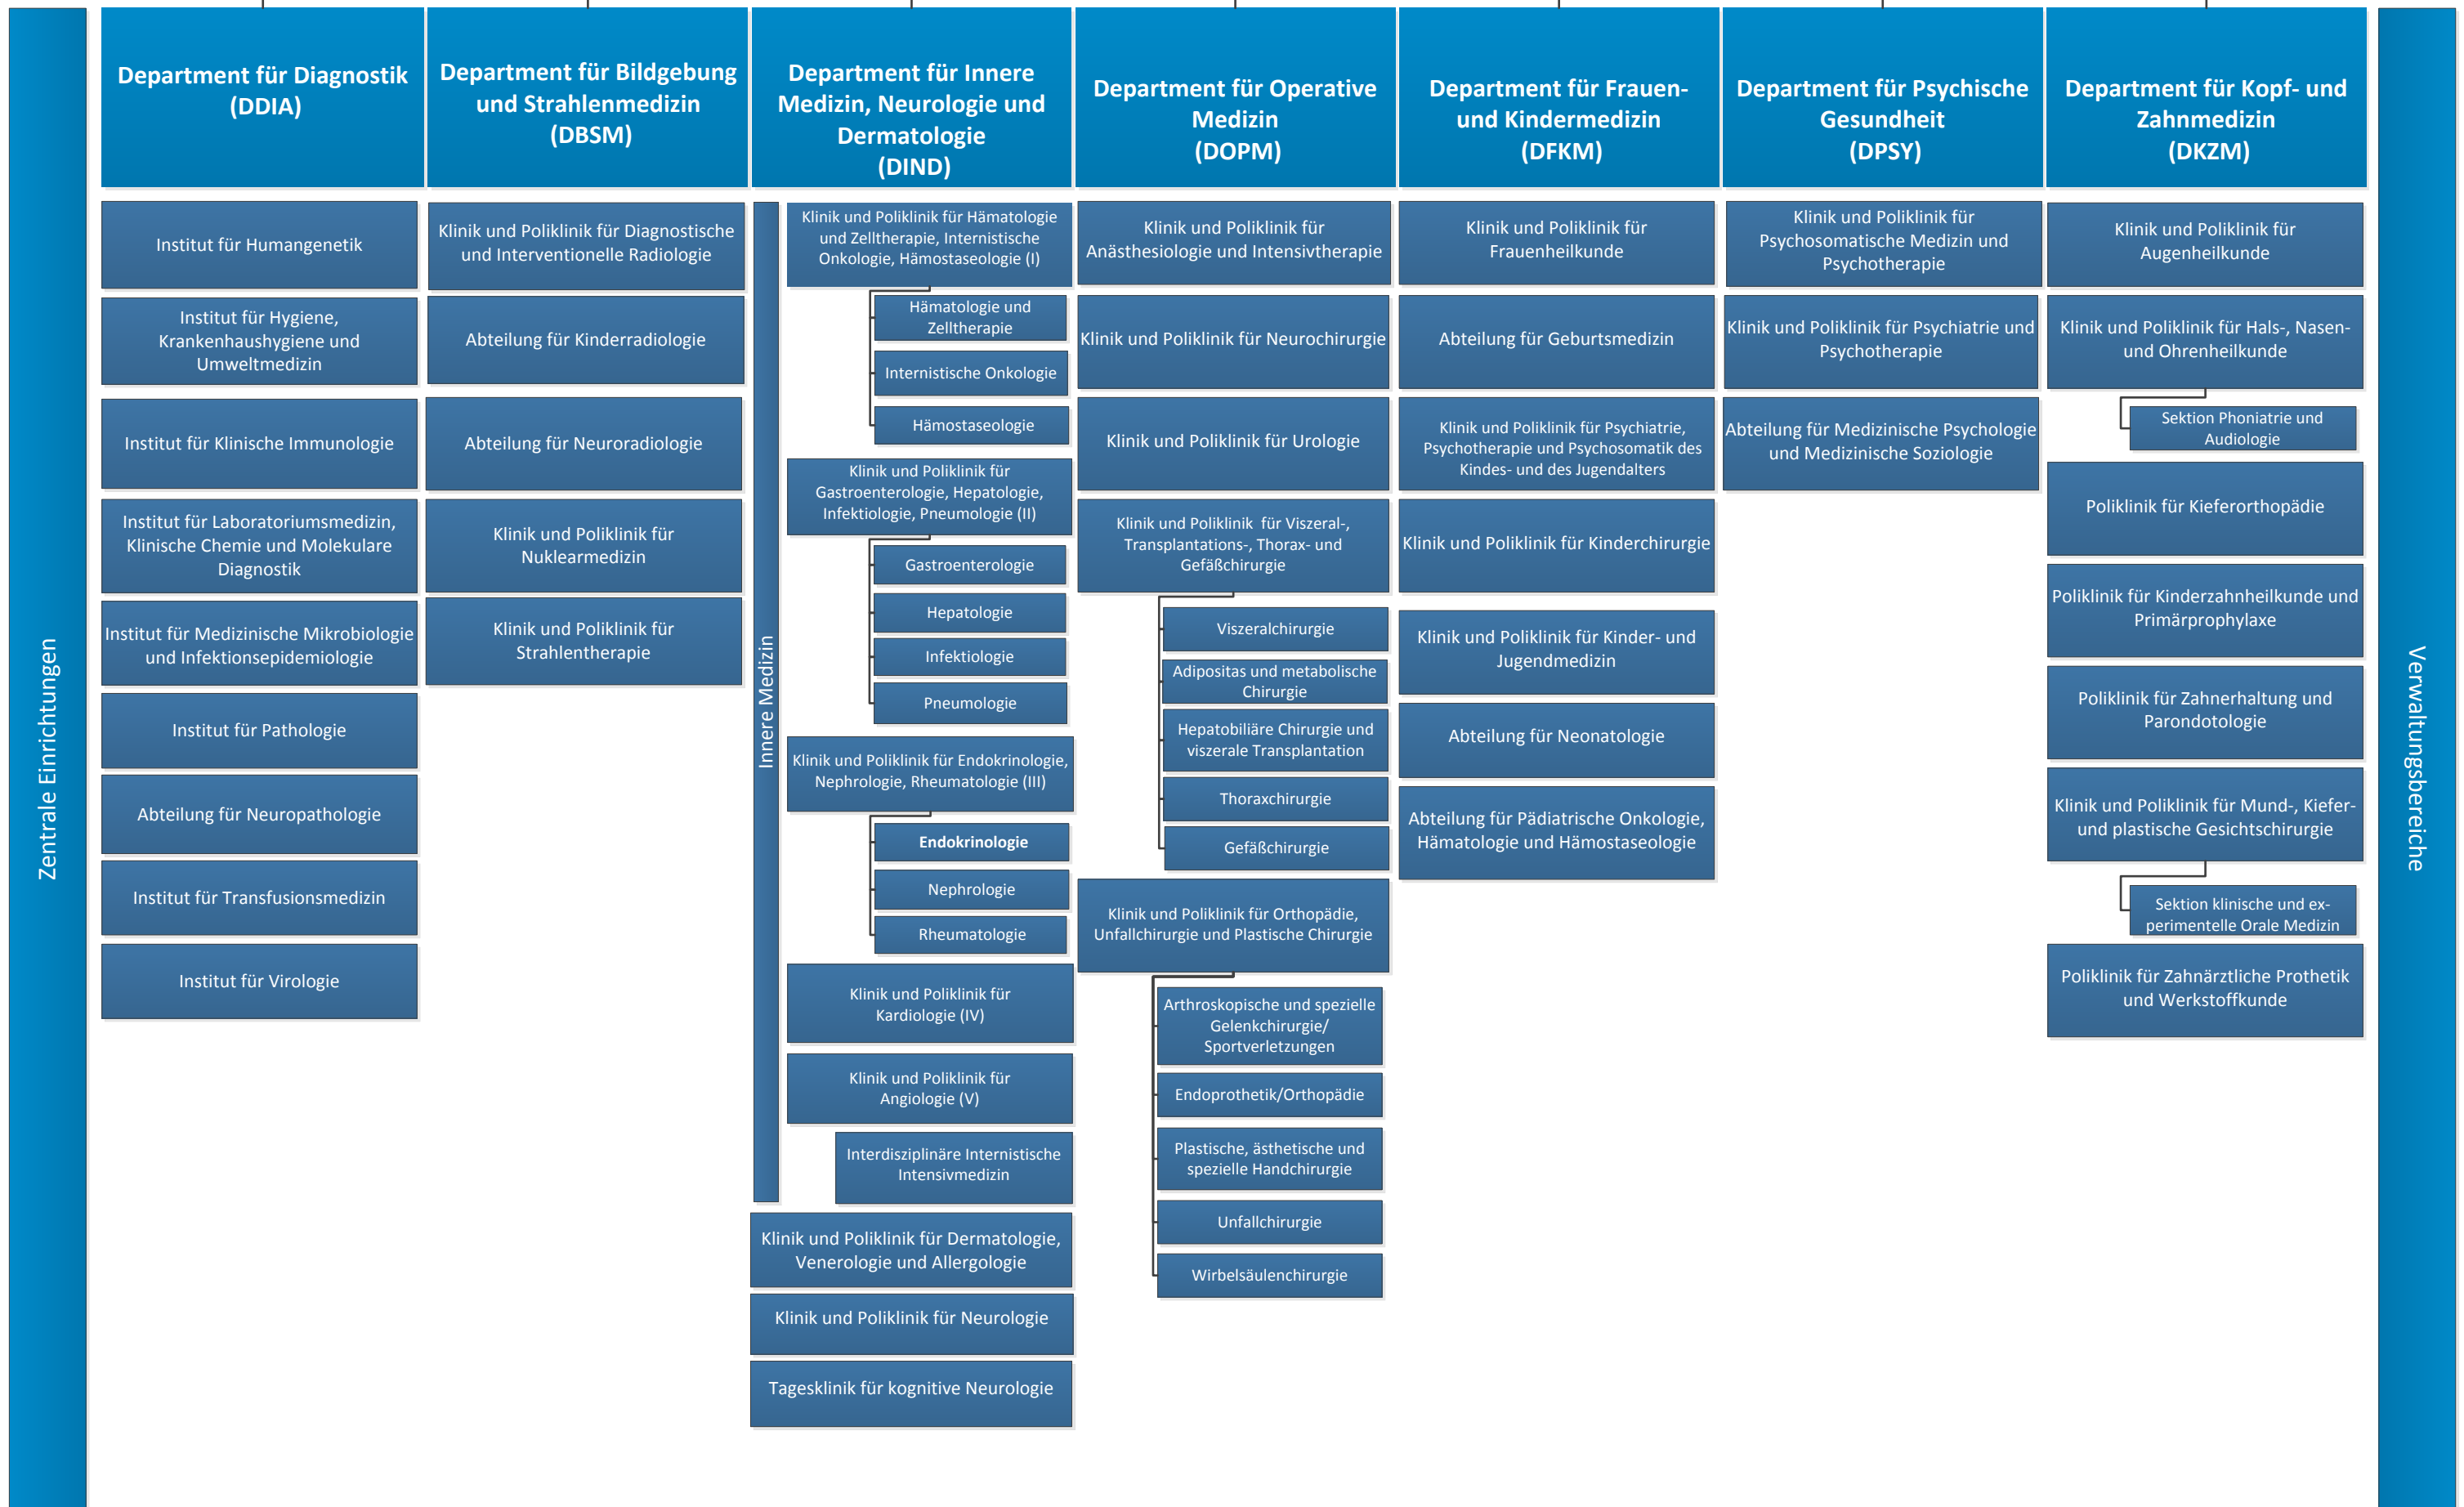 Zentrale Einrichtungen
Department für Diagnostik
(DDIA)
Institut für Humangenetik
Institut für Hygiene,
Krankenhaushygiene und
Umweltmedizin
Institut für Klinische Immunologie
Institut für Laboratoriumsmedizin,
Klinische Chemie und Molekulare
Diagnostik
Institut für Medizinische Mikrobiologie
und Infektionsepidemiologie
Institut für Pathologie
Abteilung für Neuropathologie
Institut für Transfusionsmedizin
Institut für Virologie
Department für Bildgebung
und Strahlenmedizin
(DBSM)
Klinik und Poliklinik für Diagnostische
und Interventionelle Radiologie
Abteilung für Kinderradiologie
Abteilung für Neuroradiologie
Klinik und Poliklinik für
Nuklearmedizin
Klinik und Poliklinik für
Strahlentherapie
Department für Innere
Medizin, Neurologie und
Dermatologie
(DIND)
Innere Medizin
Klinik und Poliklinik für Hämatologie
und Zelltherapie, Internistische
Onkologie, Hämostaseologie (I)
Hämatologie und
Zelltherapie
Internistische Onkologie
Hämostaseologie
Klinik und Poliklinik für
Gastroenterologie, Hepatologie,
Infektiologie, Pneumologie (II)
Gastroenterologie
Hepatologie
Infektiologie
Pneumologie
Klinik und Poliklinik für Endokrinologie,
Nephrologie, Rheumatologie (III)
Endokrinologie
Nephrologie
Rheumatologie
Klinik und Poliklinik für
Kardiologie (IV)
Klinik und Poliklinik für
Angiologie (V)
Interdisziplinäre Internistische
Intensivmedizin
Klinik und Poliklinik für Dermatologie,
Venerologie und Allergologie
Klinik und Poliklinik für Neurologie
Tagesklinik für kognitive Neurologie
Department für Operative
Medizin
(DOPM)
Klinik und Poliklinik für
Anästhesiologie und Intensivtherapie
Klinik und Poliklinik für Neurochirurgie
Klinik und Poliklinik für Urologie
Klinik und Poliklinik für Viszeral-,
Transplantations-, Thorax- und
Gefäßchirurgie
Viszeralchirurgie
Adipositas und metabolische
Chirurgie
Hepatobiliäre Chirurgie und
viszerale Transplantation
Thoraxchirurgie
Gefäßchirurgie
Klinik und Poliklinik für Orthopädie,
Unfallchirurgie und Plastische Chirurgie
Arthroskopische und spezielle
Gelenkchirurgie/
Sportverletzungen
Endoprothetik/Orthopädie
Plastische, ästhetische und
spezielle Handchirurgie
Unfallchirurgie
Wirbelsäulenchirurgie
Department für Frauen-
und Kindermedizin
(DFKM)
Klinik und Poliklinik für
Frauenheilkunde
Abteilung für Geburtsmedizin
Klinik und Poliklinik für Psychiatrie,
Psychotherapie und Psychosomatik des
Kindes- und des Jugendalters
Klinik und Poliklinik für Kinderchirurgie
Klinik und Poliklinik für Kinder- und
Jugendmedizin
Abteilung für Neonatologie
Abteilung für Pädiatrische Onkologie,
Hämatologie und Hämostaseologie
Department für Psychische
Gesundheit
(DPSY)
Klinik und Poliklinik für
Psychosomatische Medizin und
Psychotherapie
Klinik und Poliklinik für Psychiatrie und
Psychotherapie
Abteilung für Medizinische Psychologie
und Medizinische Soziologie
Department für Kopf- und
Zahnmedizin
(DKZM)
Klinik und Poliklinik für
Augenheilkunde
Klinik und Poliklinik für Hals-, Nasen-
und Ohrenheilkunde
Sektion Phoniatrie und
Audiologie
Poliklinik für Kieferorthopädie
Poliklinik für Kinderzahnheilkunde und
Primärprophylaxe
Poliklinik für Zahnerhaltung und
Parondotologie
Klinik und Poliklinik für Mund-, Kiefer-
und plastische Gesichtschirurgie
Sektion klinische und ex-
perimentelle Orale Medizin
Poliklinik für Zahnärztliche Prothetik
und Werkstoffkunde
Verwaltungsbereiche